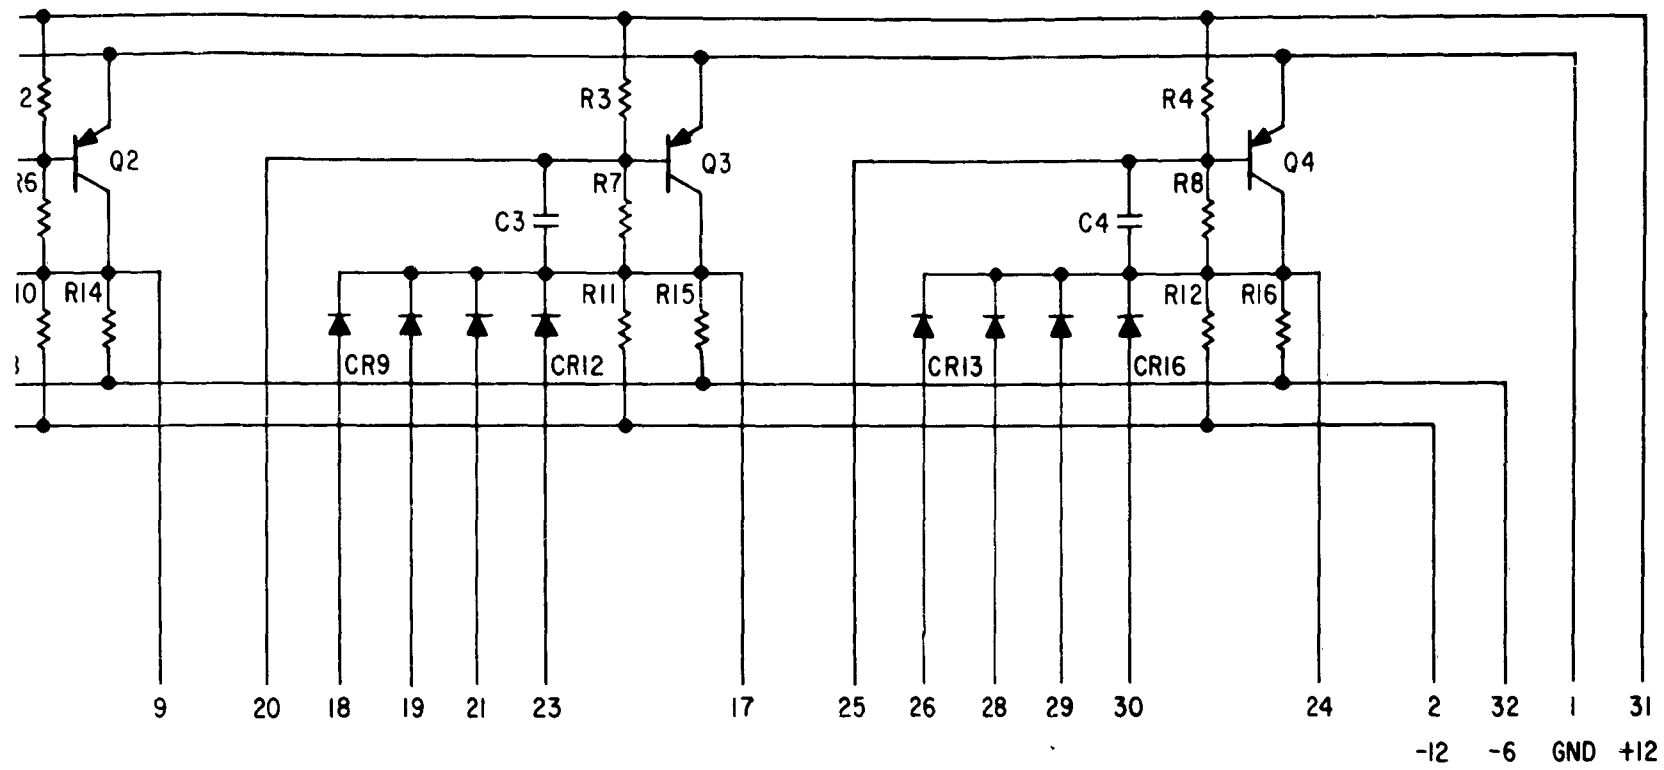 2 R3 R4
Q2 Q3 Q4
R6 R7 R8
C3 C4
10 R14 R11 R15 R12 R16
CR9 CR12 CR13 CR16
9 20 18 19 21 23 17 25 26 28 29 30 24 2 32 1 31
-12 -6 GND +12